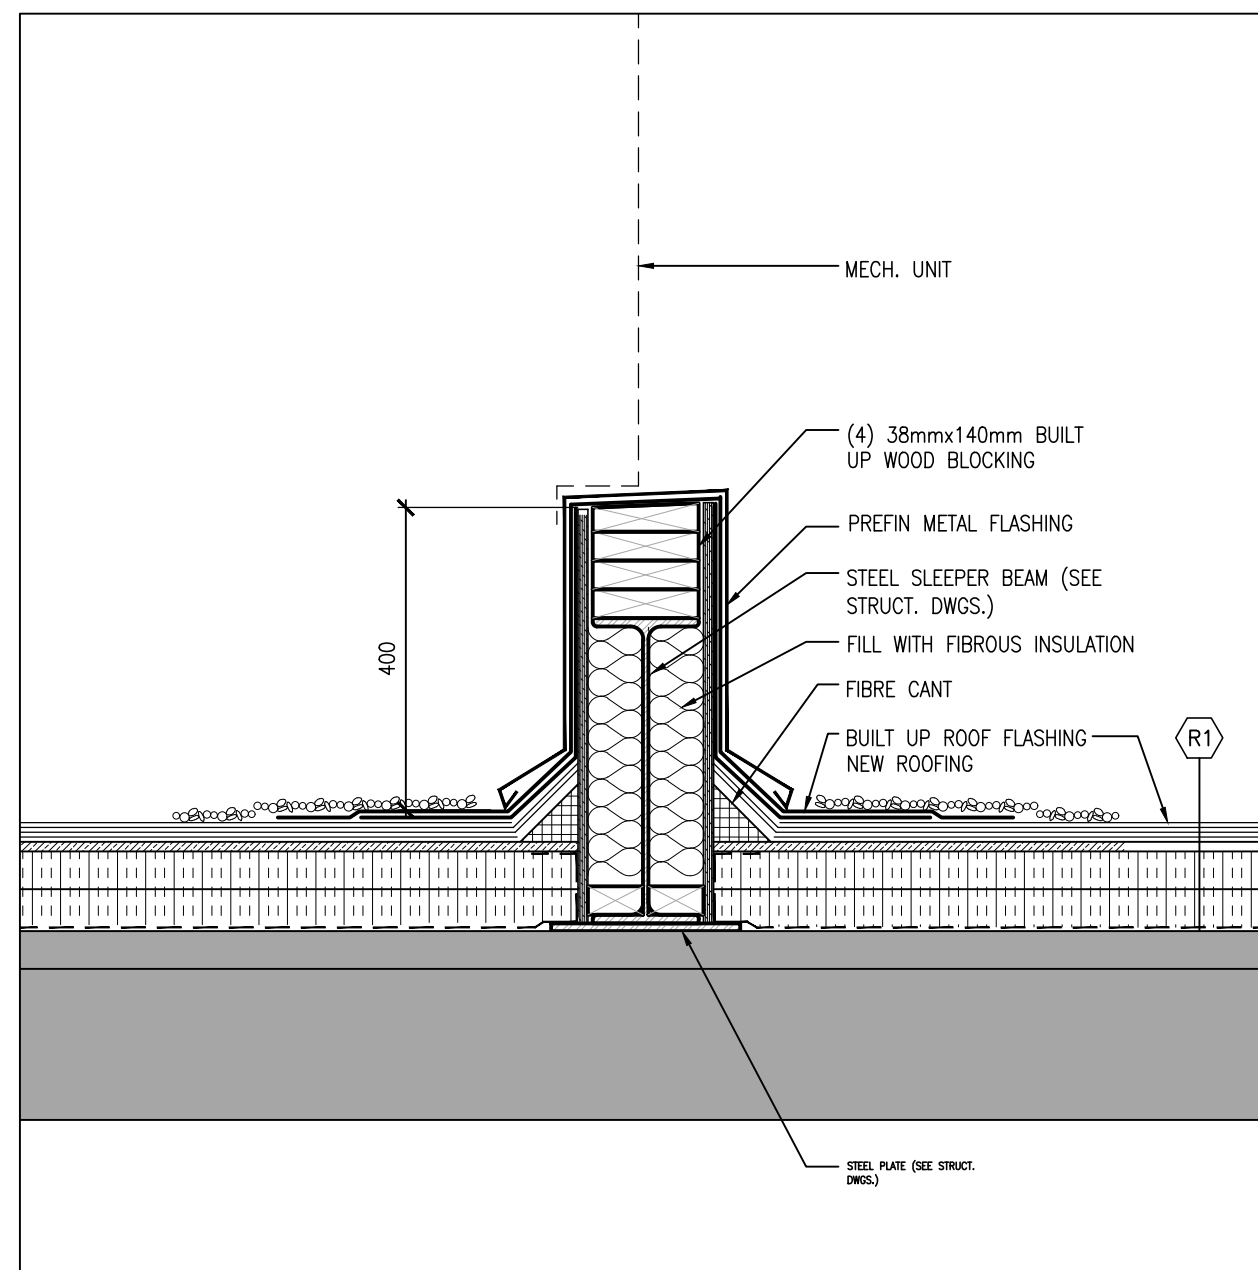 MECH. UNIT
(4) 38mmx140mm BUILT
UP WOOD BLOCKING
PREFIN METAL FLASHING
STEEL SLEEPER BEAM (SEE
STRUCT. DWGS.)
400
FILL WITH FIBROUS INSULATION
FIBRE CANT
BUILT UP ROOF FLASHING
NEW ROOFING
R1
STEEL PLATE (SEE STRUCT.
DWGS.)